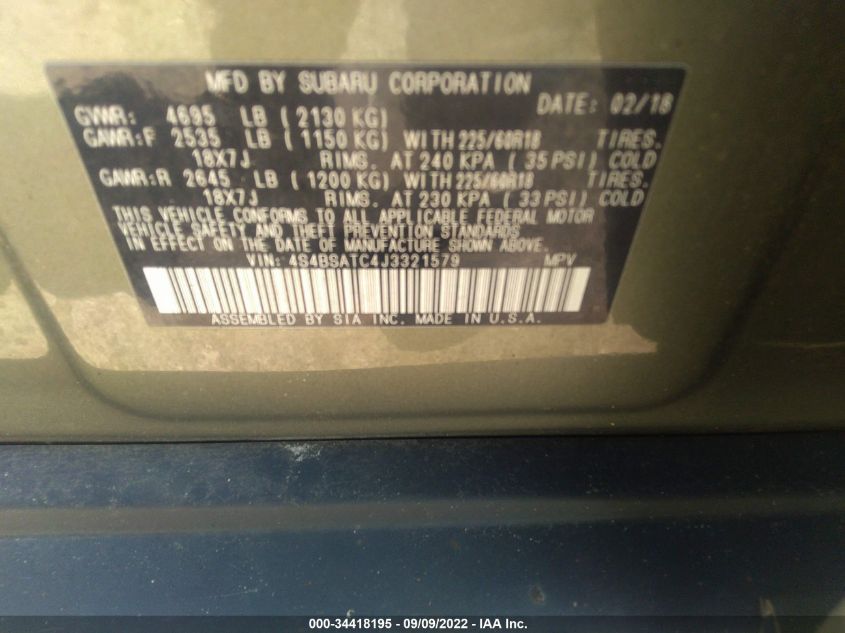 MFD BY SUBARU CORPORATION
DATE: 02/18
GVWR: 4695 LB ( 2130 KG)
GAWR:F 2535 LB ( 1150 KG) WITH 225/60R18 TIRES.
18X7J RIMS. AT 240 KPA ( 35 PSI) COLD
GAWR:R 2645 LB ( 1200 KG) WITH 225/60R18 TIRES.
18X7J RIMS. AT 230 KPA ( 33 PSI) COLD
THIS VEHICLE CONFORMS TO ALL APPLICABLE FEDERAL MOTOR
VEHICLE SAFETY AND THEFT PREVENTION STANDARDS
IN EFFECT ON THE DATE OF MANUFACTURE SHOWN ABOVE.
VIN: 4S4BSATC4J3321579 MPV
ASSEMBLED BY SIA INC. MADE IN U.S.A.
000-34418195 - 09/09/2022 - IAA Inc.